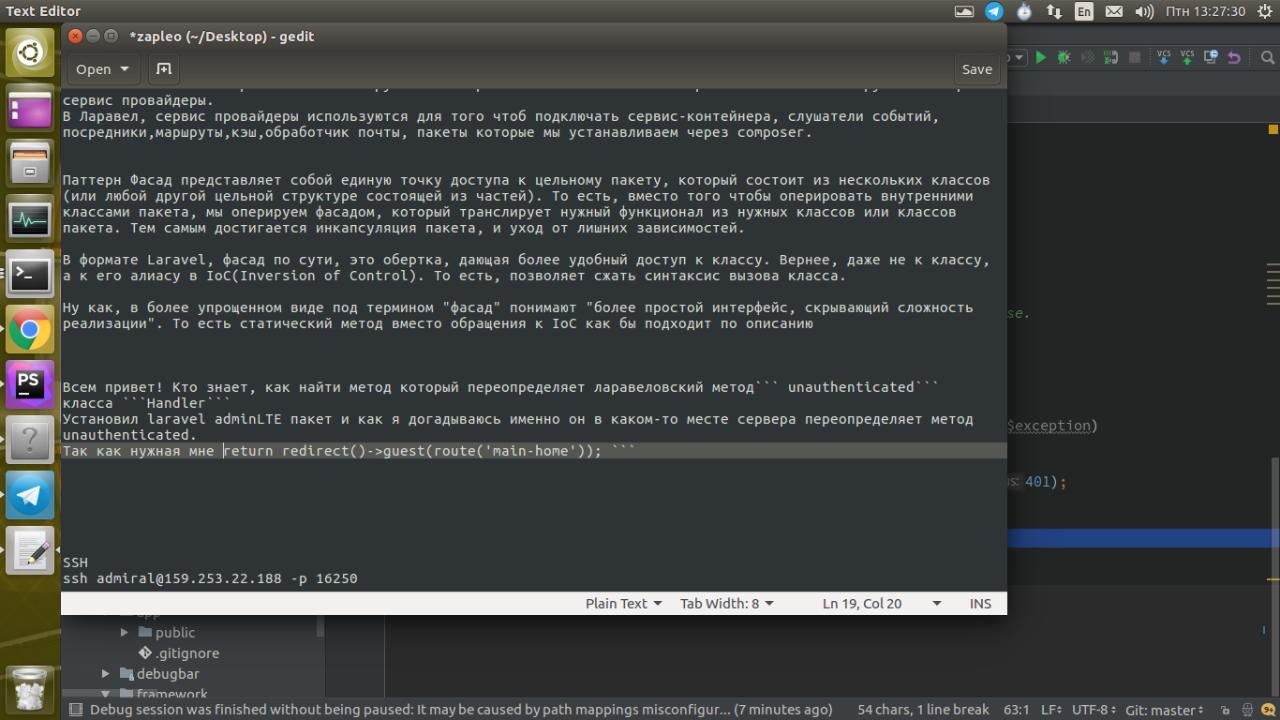 Text Editor
En
Птн 13:27:30
*zapleo (~/Desktop) - gedit
Open
Save
сервис провайдеры.
В Ларавел, сервис провайдеры используются для того чтоб подключать сервис-контейнера, слушатели событий,
посредники,маршруты,кэш,обработчик почты, пакеты которые мы устанавливаем через composer.
Паттерн Фасад представляет собой единую точку доступа к цельному пакету, который состоит из нескольких классов
(или любой другой цельной структуре состоящей из частей). То есть, вместо того чтобы оперировать внутренними
классами пакета, мы оперируем фасадом, который транслирует нужный функционал из нужных классов или классов
пакета. Тем самым достигается инкапсуляция пакета, и уход от лишних зависимостей.
В формате Laravel, фасад по сути, это обертка, дающая более удобный доступ к классу. Вернее, даже не к классу,
а к его алиасу в IoC(Inversion of Control). То есть, позволяет сжать синтаксис вызова класса.
Ну как, в более упрощенном виде под термином "фасад" понимают "более простой интерфейс, скрывающий сложность
реализации". То есть статический метод вместо обращения к IoC как бы подходит по описанию
Всем привет! Кто знает, как найти метод который переопределяет ларавеловский метод``` unauthenticated```
класса ```Handler```
Установил laravel adminLTE пакет и как я догадываюсь именно он в каком-то месте сервера переопределяет метод
unauthenticated.
Так как нужная мне return redirect()->guest(route('main-home')); ```
SSH
ssh admiral@159.253.22.188 -p 16250
Plain Text
Tab Width: 8
Ln 19, Col 20
INS
VCS
VCS
se.
$exception)
us: 401);
PS
app
public
.gitignore
debugbar
framework
Debug session was finished without being paused: It may be caused by path mappings misconfigur... (7 minutes ago)
54 chars, 1 line break
63:1
LF
UTF-8
Git: master
9+